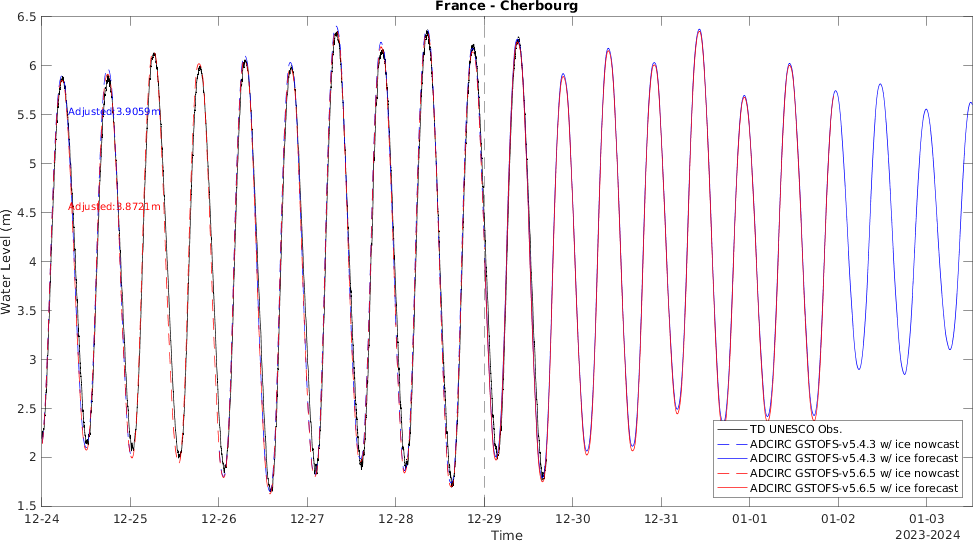 France - Cherbourg
6.5
6
5.5
5
4.5
4
3.5
3
2.5
2
1.5
Water Level (m)
Adjusted:3.9059m
Adjusted:3.8721m
TD UNESCO Obs.
ADCIRC GSTOFS-v5.4.3 w/ ice nowcast
ADCIRC GSTOFS-v5.4.3 w/ ice forecast
ADCIRC GSTOFS-v5.6.5 w/ ice nowcast
ADCIRC GSTOFS-v5.6.5 w/ ice forecast
12-24 12-25 12-26 12-27 12-28 12-29 12-30 12-31 01-01 01-02 01-03
Time
2023-2024